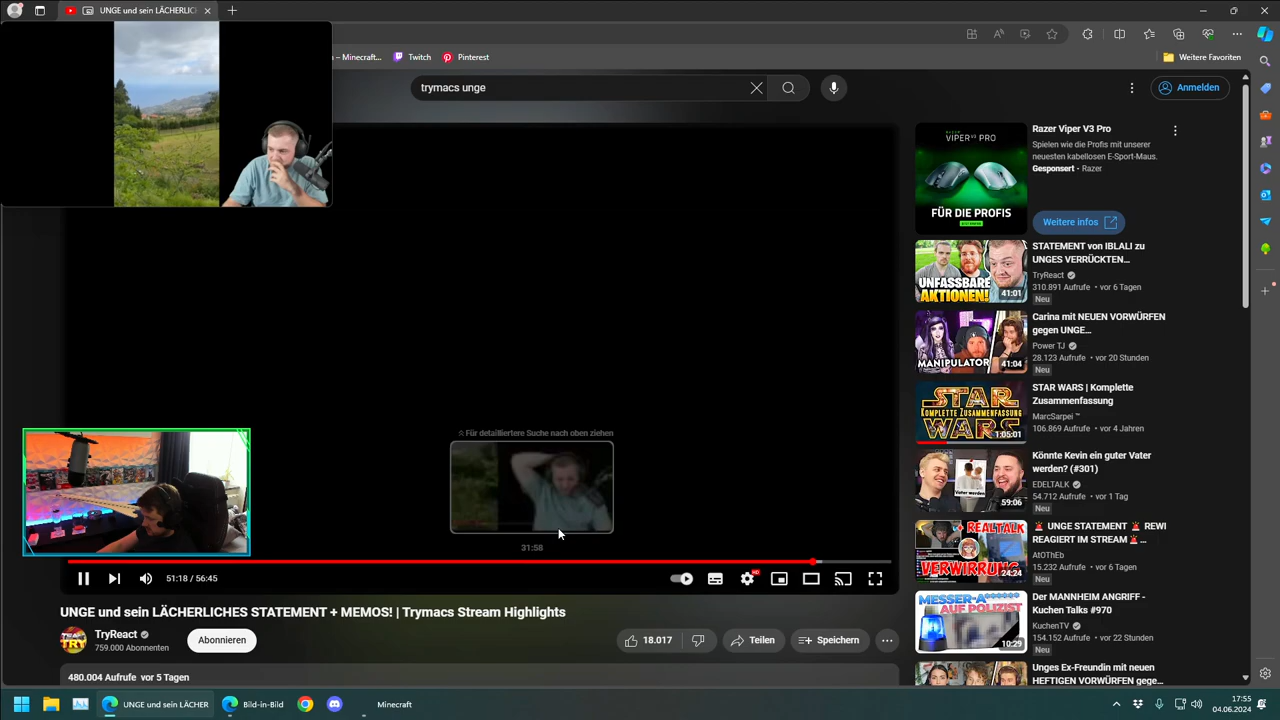 UNGE und sein LÄCHERLIC
Minecraft...
Twitch
Pinterest
Weitere Favoriten
trymacs unge
Anmelden
VIPER V3 PRO
FÜR DIE PROFIS
Razer Viper V3 Pro
Spielen wie die Profis mit unserer
neuesten kabellosen E-Sport-Maus.
Gesponsert - Razer
Weitere infos
UNFASSBARE
AKTIONEN!
41:01
STATEMENT von IBLALI zu
UNGES VERRÜCKTEN...
TryReact
310.891 Aufrufe • vor 6 Tagen
Neu
MANIPULATOR
41:04
Carina mit NEUEN VORWÜRFEN
gegen UNGE...
Power TJ
28.123 Aufrufe • vor 20 Stunden
Neu
STAR
KOMPLETTE ZUSAMMENFASSUNG
WARS
1:05:01
STAR WARS | Komplette
Zusammenfassung
MarcSarpei ™
106.869 Aufrufe • vor 4 Jahren
Vater werden
59:06
Könnte Kevin ein guter Vater
werden? (#301)
EDELTALK
54.712 Aufrufe • vor 1 Tag
Neu
REALTALK
VERWIRRUNG
24:24
UNGE STATEMENT REWI
REAGIERT IM STREAM ...
AtOThEb
15.232 Aufrufe • vor 6 Tagen
Neu
MESSER-A********
AUF POLIZIST
10:29
Der MANNHEIM ANGRIFF -
Kuchen Talks #970
KuchenTV
154.152 Aufrufe • vor 22 Stunden
Neu
Unges Ex-Freundin mit neuen
HEFTIGEN VORWÜRFEN gege...
Für detailliertere Suche nach oben ziehen
31:58
51:18 / 56:45
HD
UNGE und sein LÄCHERLICHES STATEMENT + MEMOS! | Trymacs Stream Highlights
TryReact
759.000 Abonnenten
Abonnieren
18.017
Teilen
Speichern
480.004 Aufrufe vor 5 Tagen
UNGE und sein LÄCHER
Bild-in-Bild
Minecraft
17:55
04.06.2024